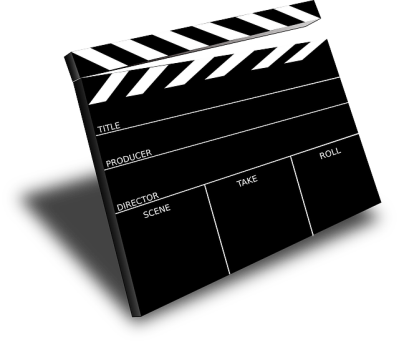 TITLE
PRODUCER
DIRECTOR
SCENE TAKE ROLL